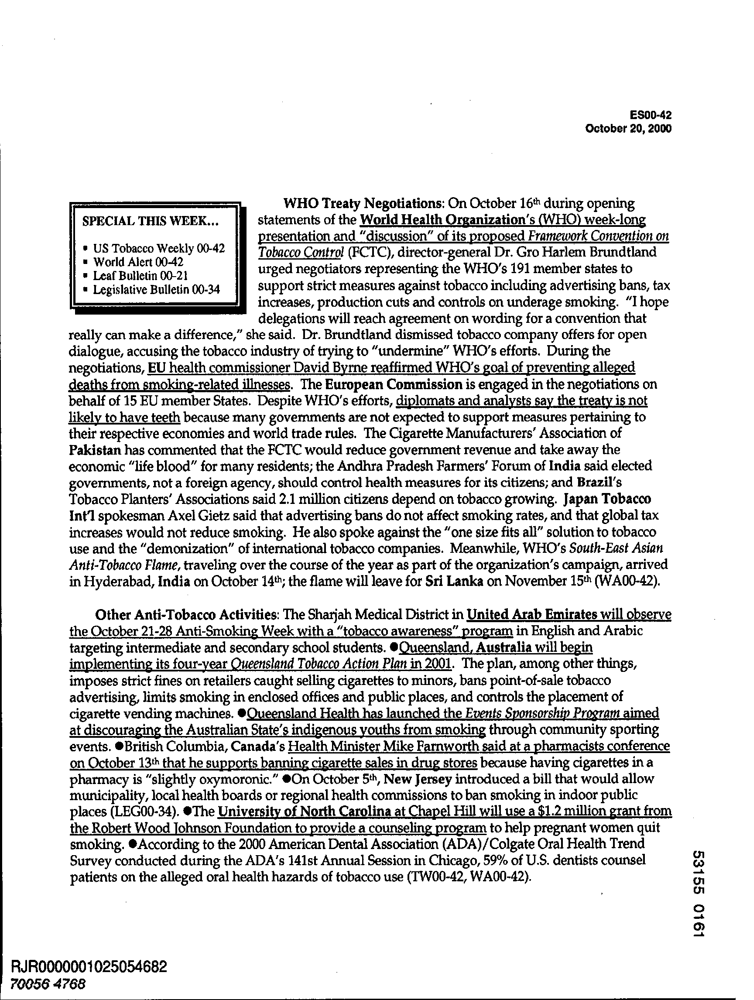 ES00-42
October 20, 2000
SPECIAL THIS WEEK...
▪ US Tobacco Weekly 00-42
▪ World Alert 00-42
▪ Leaf Bulletin 00-21
▪ Legislative Bulletin 00-34
WHO Treaty Negotiations: On October 16th during opening
statements of the World Health Organization's (WHO) week-long
presentation and "discussion" of its proposed Framework Convention on
Tobacco Control (FCTC), director-general Dr. Gro Harlem Brundtland
urged negotiators representing the WHO's 191 member states to
support strict measures against tobacco including advertising bans, tax
increases, production cuts and controls on underage smoking. "I hope
delegations will reach agreement on wording for a convention that
really can make a difference," she said. Dr. Brundtland dismissed tobacco company offers for open
dialogue, accusing the tobacco industry of trying to "undermine" WHO's efforts. During the
negotiations, EU health commissioner David Byrne reaffirmed WHO's goal of preventing alleged
deaths from smoking-related illnesses. The European Commission is engaged in the negotiations on
behalf of 15 EU member States. Despite WHO's efforts, diplomats and analysts say the treaty is not
likely to have teeth because many governments are not expected to support measures pertaining to
their respective economies and world trade rules. The Cigarette Manufacturers' Association of
Pakistan has commented that the FCTC would reduce government revenue and take away the
economic "life blood" for many residents; the Andhra Pradesh Farmers' Forum of India said elected
governments, not a foreign agency, should control health measures for its citizens; and Brazil's
Tobacco Planters' Associations said 2.1 million citizens depend on tobacco growing. Japan Tobacco
Int'l spokesman Axel Gietz said that advertising bans do not affect smoking rates, and that global tax
increases would not reduce smoking. He also spoke against the "one size fits all" solution to tobacco
use and the "demonization" of international tobacco companies. Meanwhile, WHO's South-East Asian
Anti-Tobacco Flame, traveling over the course of the year as part of the organization's campaign, arrived
in Hyderabad, India on October 14th; the flame will leave for Sri Lanka on November 15th (WA00-42).
Other Anti-Tobacco Activities: The Sharjah Medical District in United Arab Emirates will observe
the October 21-28 Anti-Smoking Week with a "tobacco awareness" program in English and Arabic
targeting intermediate and secondary school students. ●Queensland, Australia will begin
implementing its four-year Queensland Tobacco Action Plan in 2001. The plan, among other things,
imposes strict fines on retailers caught selling cigarettes to minors, bans point-of-sale tobacco
advertising, limits smoking in enclosed offices and public places, and controls the placement of
cigarette vending machines. ●Queensland Health has launched the Events Sponsorship Program aimed
at discouraging the Australian State's indigenous youths from smoking through community sporting
events. ●British Columbia, Canada's Health Minister Mike Farnworth said at a pharmacists conference
on October 13th that he supports banning cigarette sales in drug stores because having cigarettes in a
pharmacy is "slightly oxymoronic." ●On October 5th, New Jersey introduced a bill that would allow
municipality, local health boards or regional health commissions to ban smoking in indoor public
places (LEG00-34). ●The University of North Carolina at Chapel Hill will use a $1.2 million grant from
the Robert Wood Johnson Foundation to provide a counseling program to help pregnant women quit
smoking. ●According to the 2000 American Dental Association (ADA)/Colgate Oral Health Trend
Survey conducted during the ADA's 141st Annual Session in Chicago, 59% of U.S. dentists counsel
patients on the alleged oral health hazards of tobacco use (TW00-42, WA00-42).
53155 0161
RJR0000001025054682
70056 4768